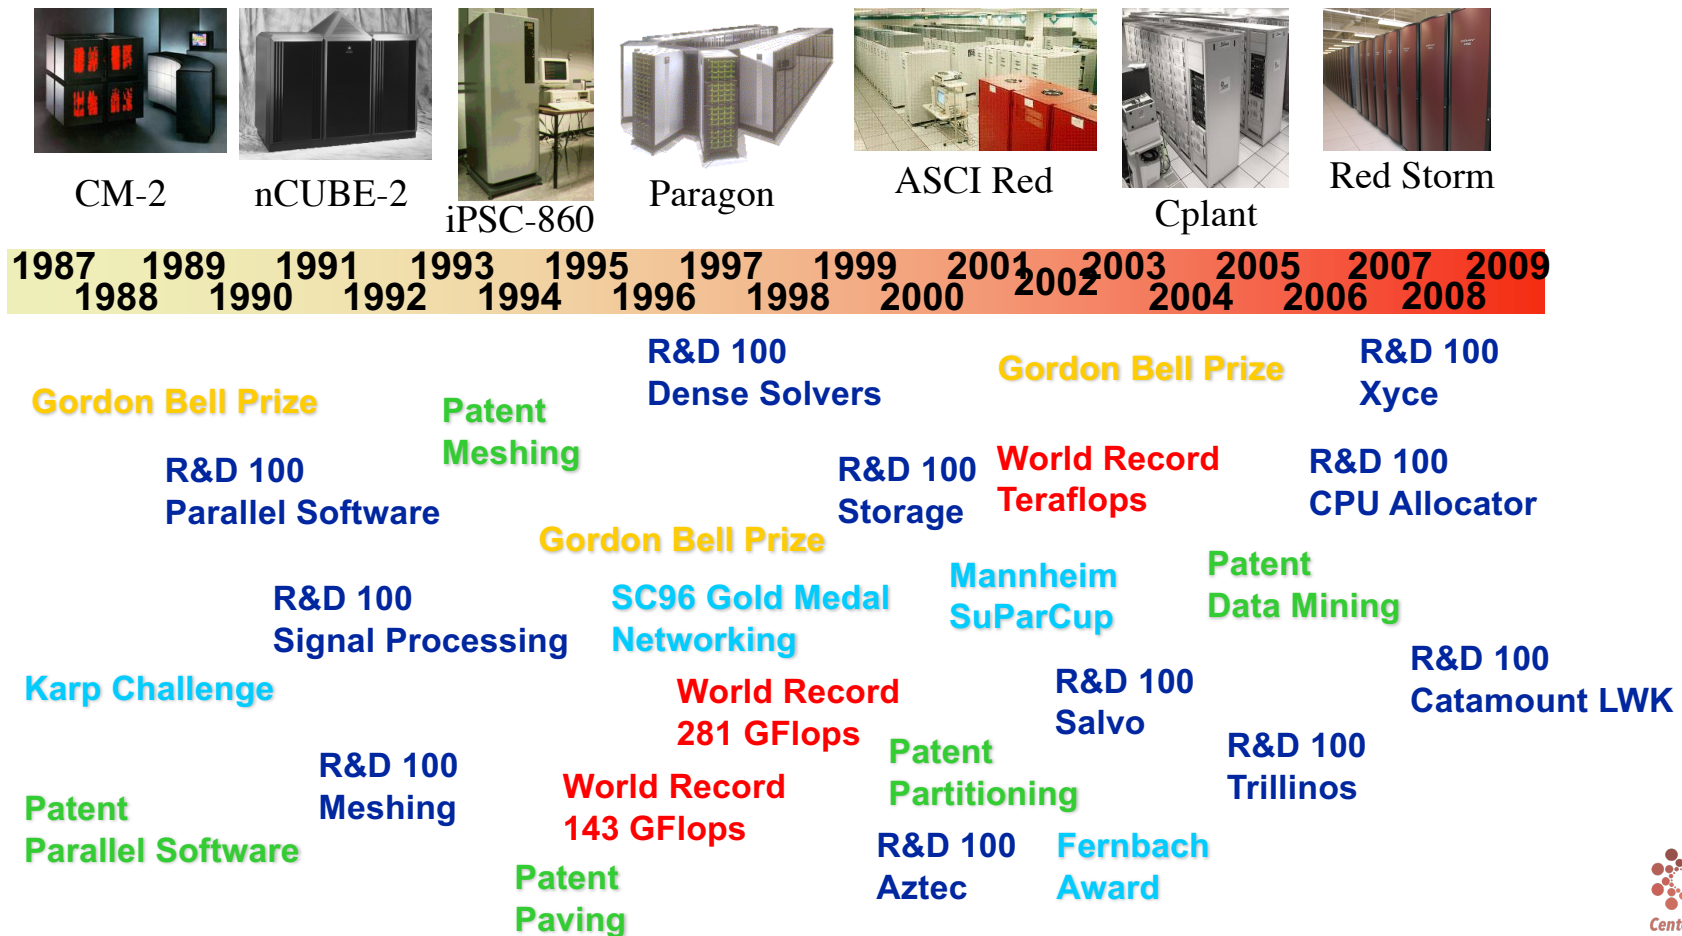 CM-2
nCUBE-2
iPSC-860
Paragon
ASCI Red
Cplant
Red Storm
1987 1989 1991 1993 1995 1997 1999 2001 2003 2005 2007 2009
1988 1990 1992 1994 1996 1998 2000 2002 2004 2006 2008
R&D 100
Dense Solvers
Gordon Bell Prize
R&D 100
Xyce
Gordon Bell Prize
Patent
Meshing
R&D 100
Parallel Software
R&D 100
Storage
World Record
Teraflops
R&D 100
CPU Allocator
Gordon Bell Prize
R&D 100
Signal Processing
SC96 Gold Medal
Networking
Mannheim
SuParCup
Patent
Data Mining
Karp Challenge
World Record
281 GFlops
R&D 100
Salvo
R&D 100
Catamount LWK
R&D 100
Meshing
Patent
Partitioning
R&D 100
Trillinos
Patent
Parallel Software
World Record
143 GFlops
R&D 100
Aztec
Fernbach
Award
Patent
Paving